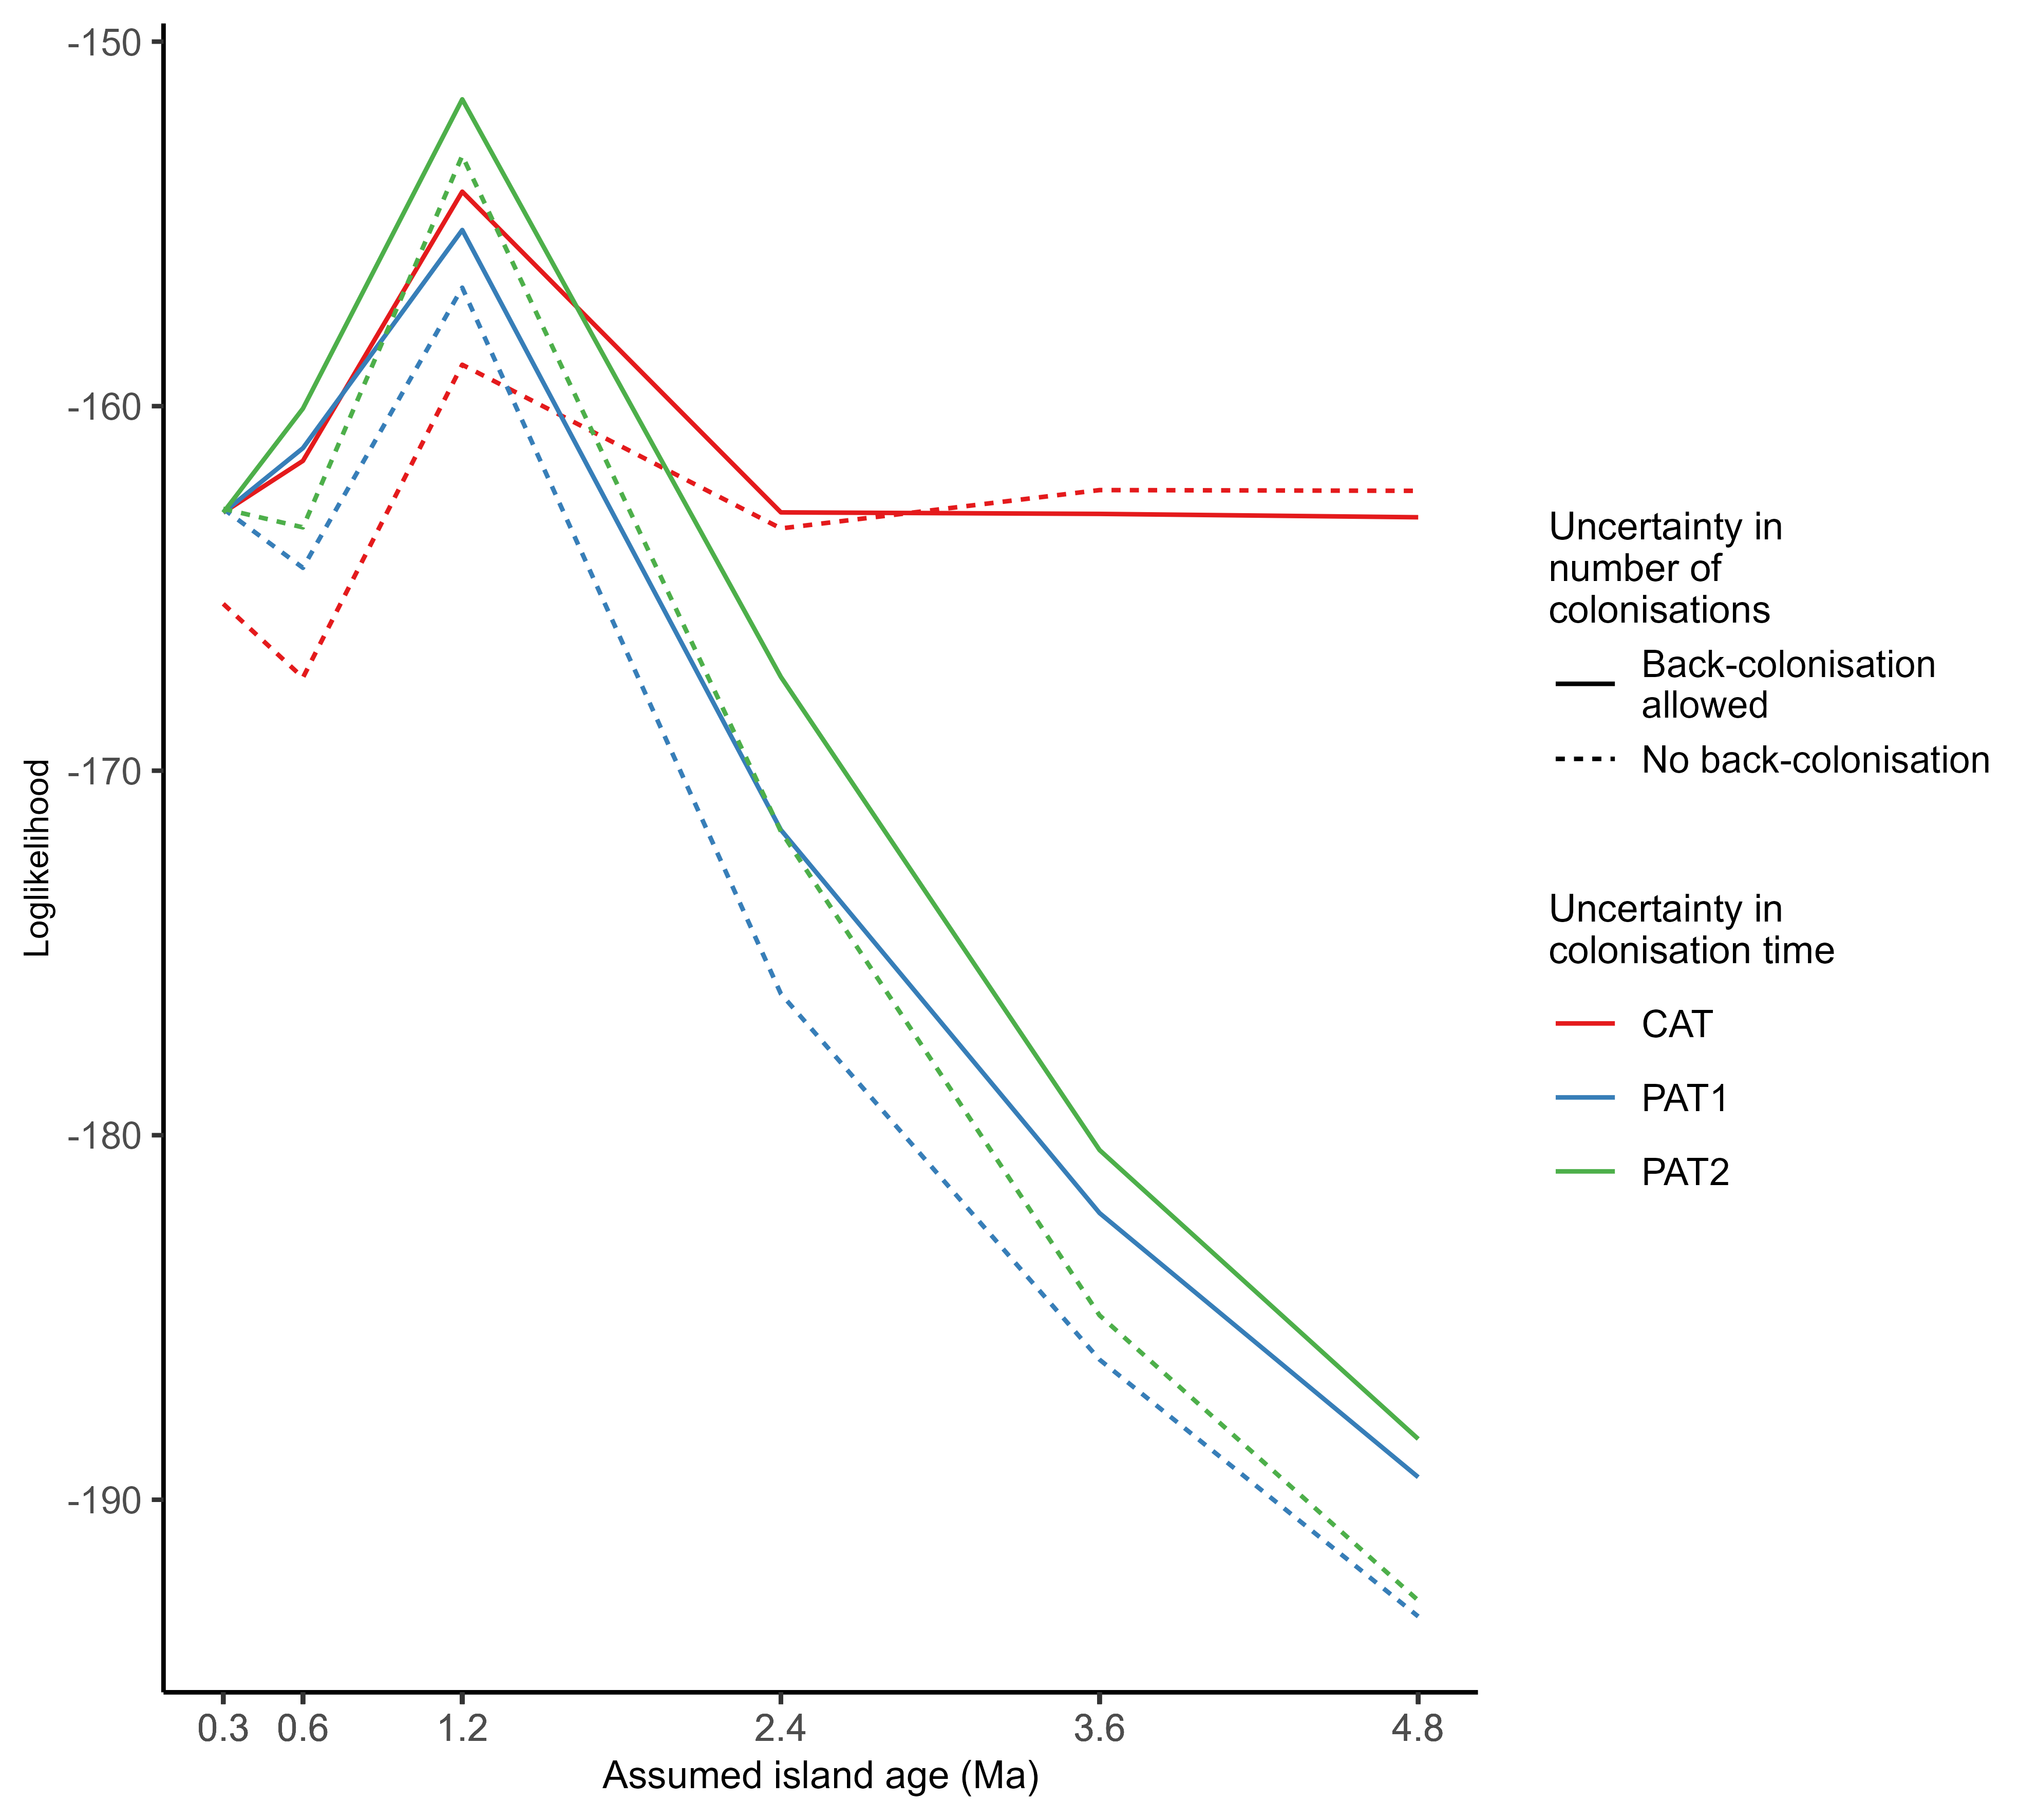 -150
-160
-170
-180
-190
Loglikelihood
0.3 0.6 1.2 2.4 3.6 4.8
Assumed island age (Ma)
Uncertainty in
number of
colonisations
Back-colonisation
allowed
No back-colonisation
Uncertainty in
colonisation time
CAT
PAT1
PAT2